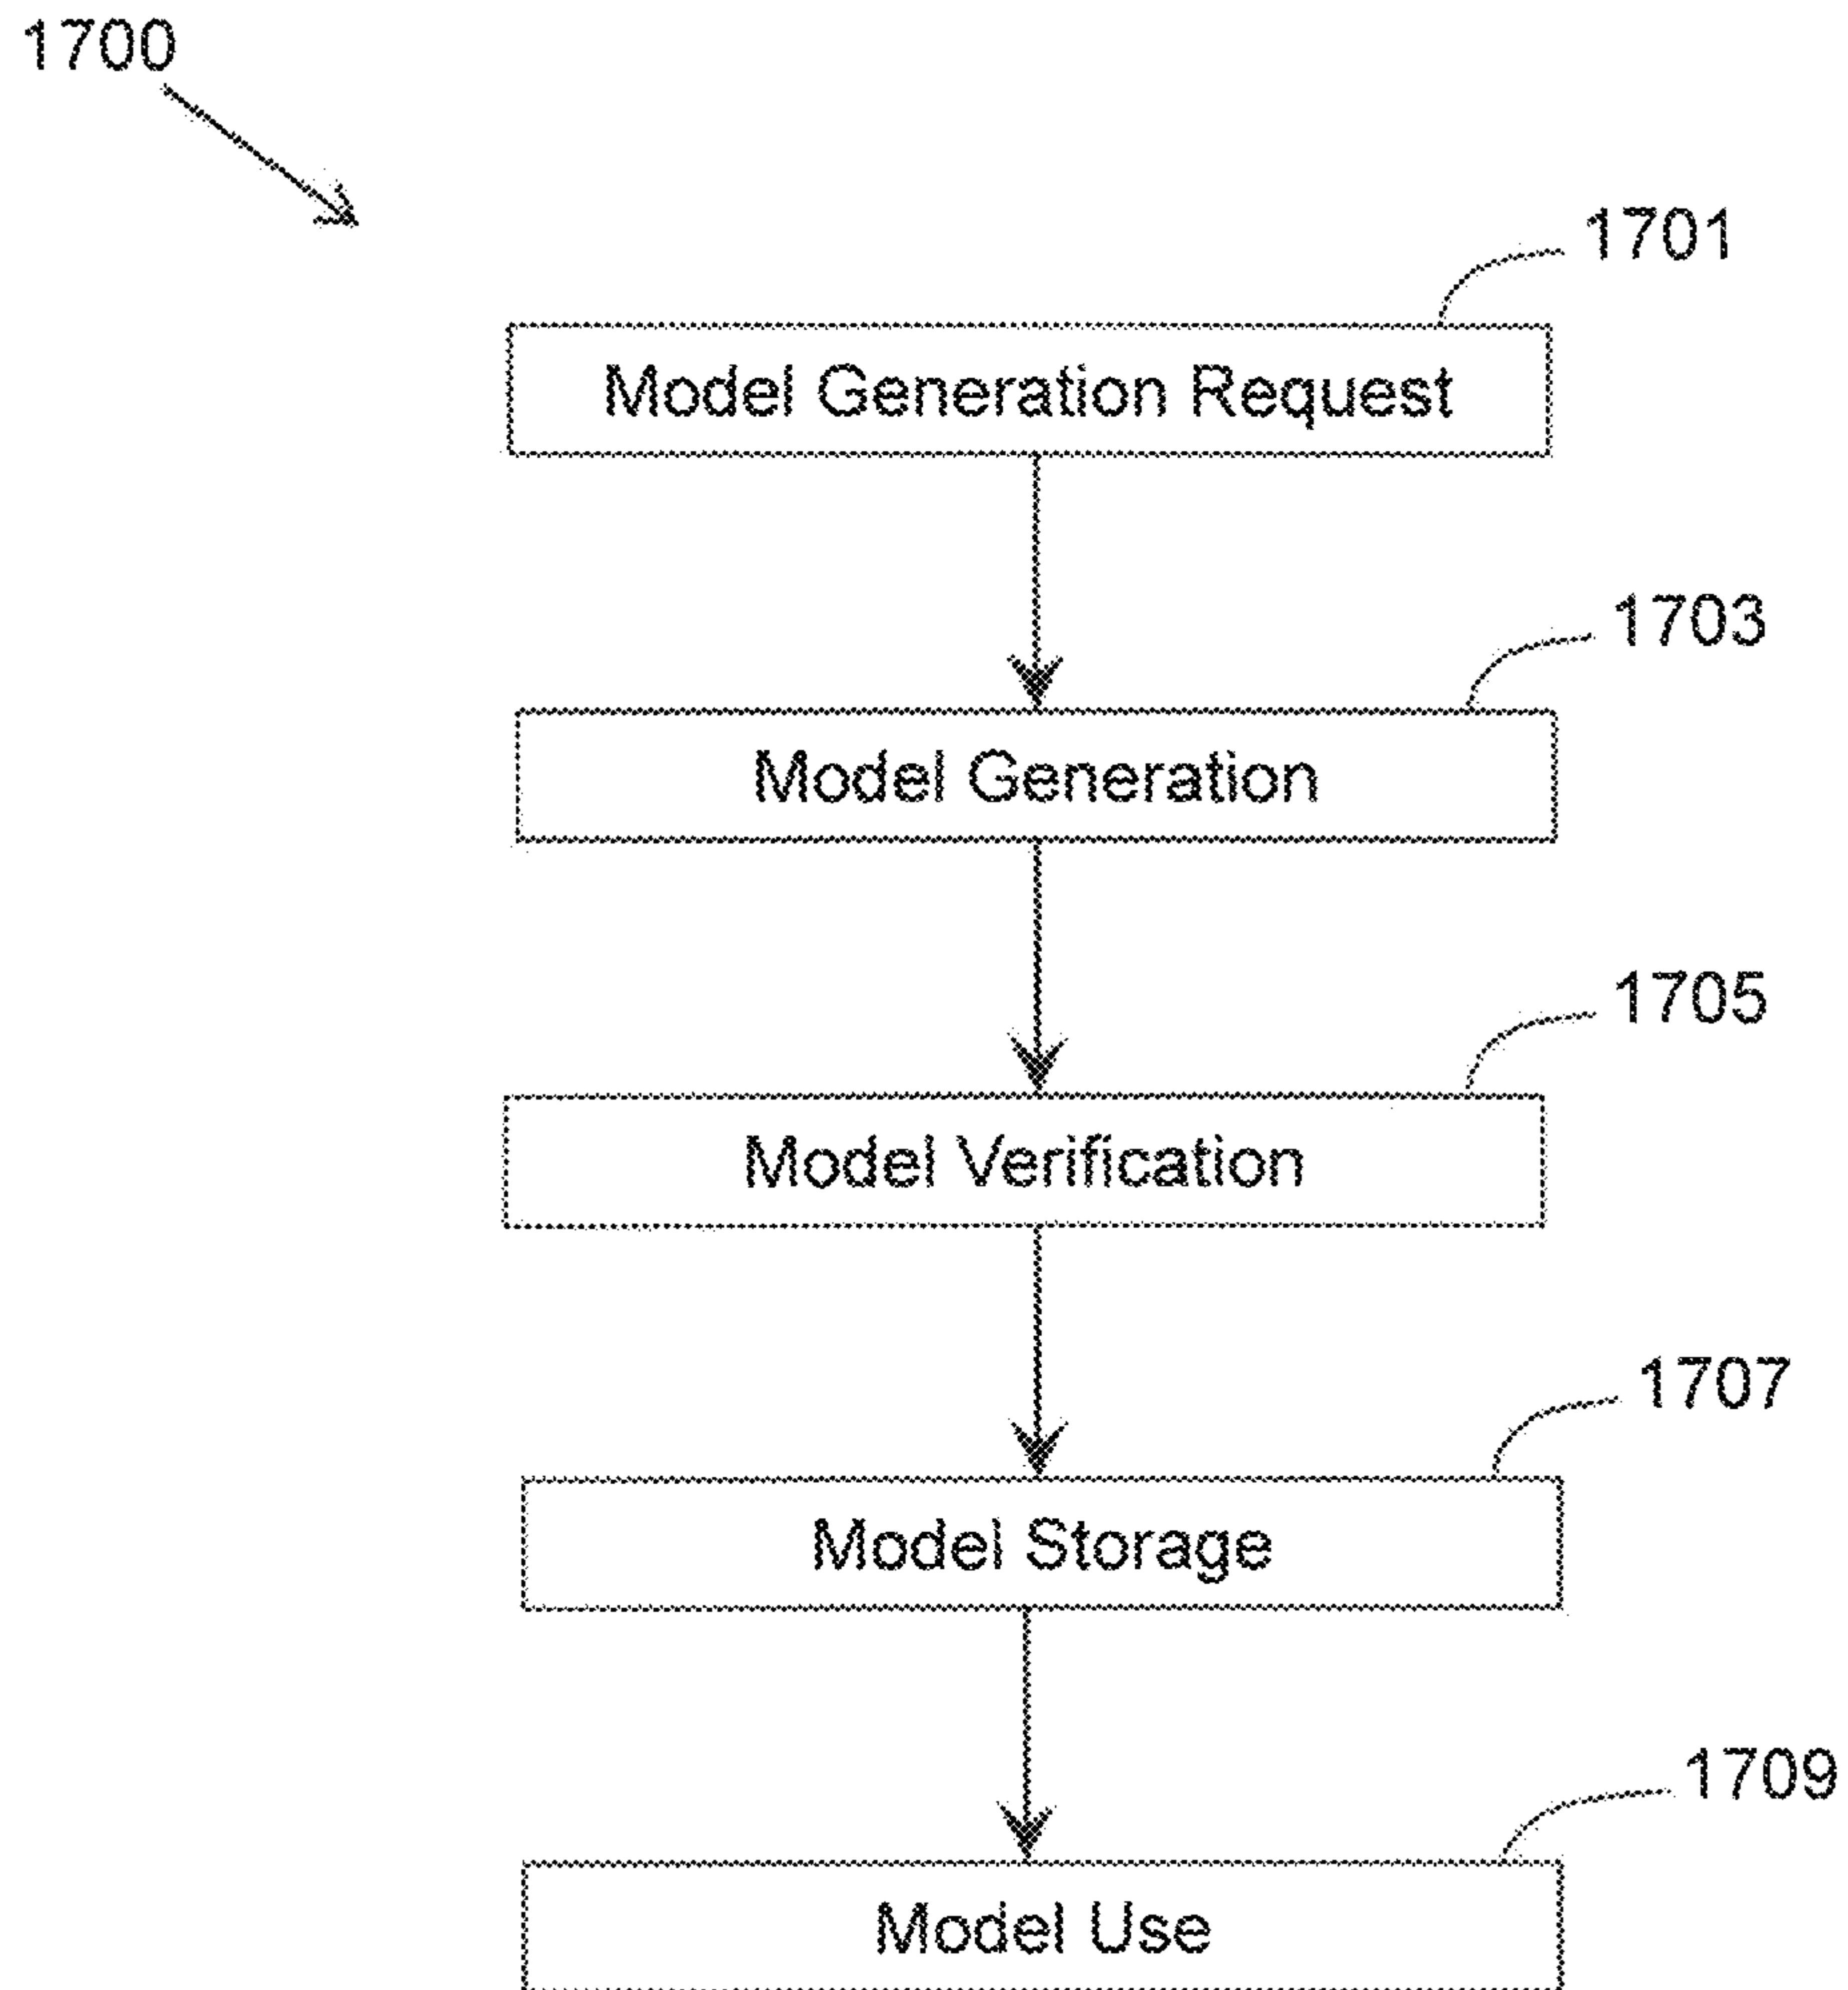 1700
1701
Model Generation Request
1703
Model Generation
1705
Model Verification
1707
Model Storage
1709
Model Use